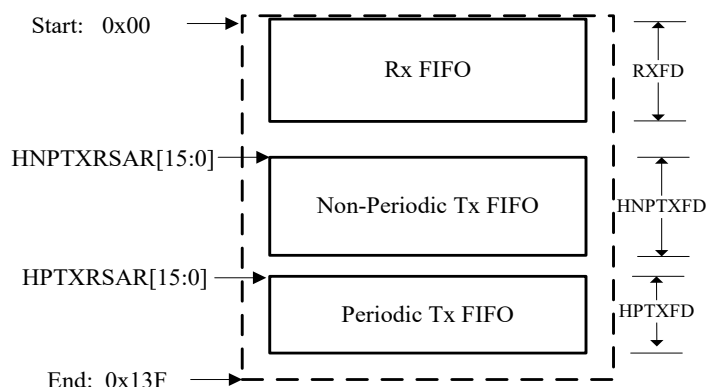 Start: 0x00
Rx FIFO
RXFD
HNPTXRSAR[15:0]
Non-Periodic Tx FIFO
HNPTXFD
HPTXRSAR[15:0]
Periodic Tx FIFO
HPTXFD
End: 0x13F